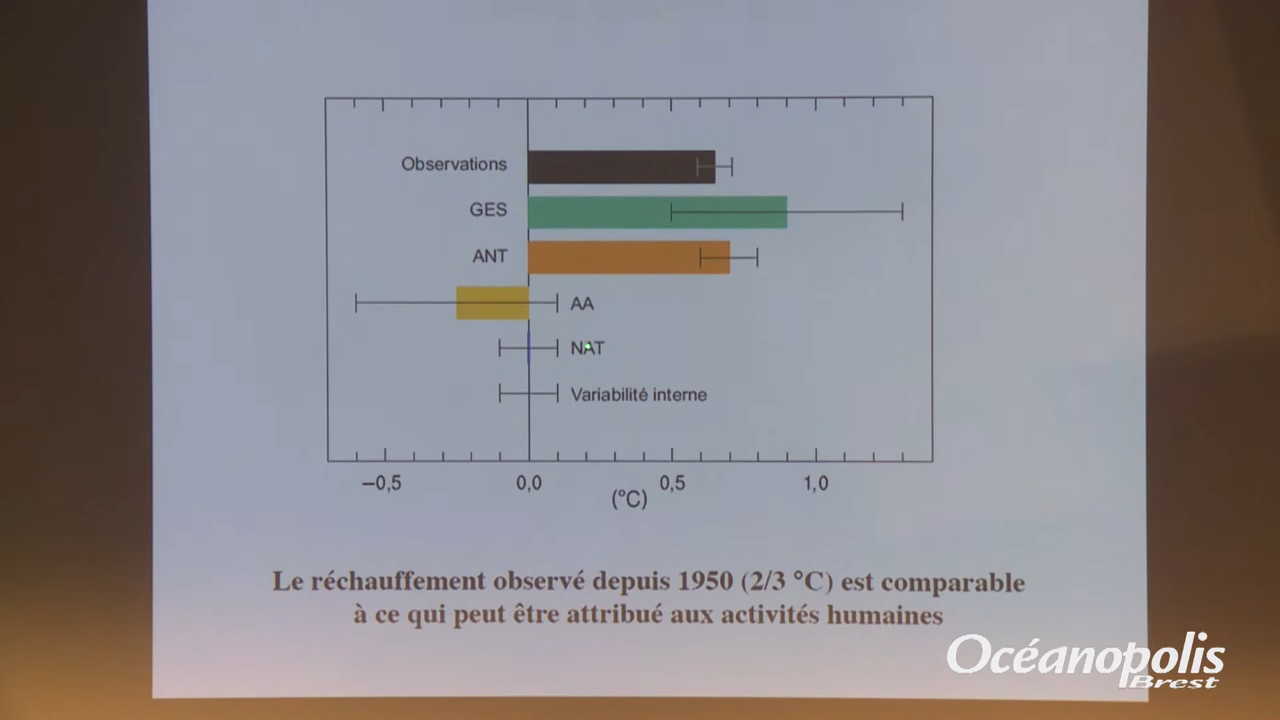 Observations
GES
ANT
AA
NAT
Variabilité interne
–0,5 0,0 0,5 1,0
(°C)
Le réchauffement observé depuis 1950 (2/3 °C) est comparable
à ce qui peut être attribué aux activités humaines
Océanopolis
Brest